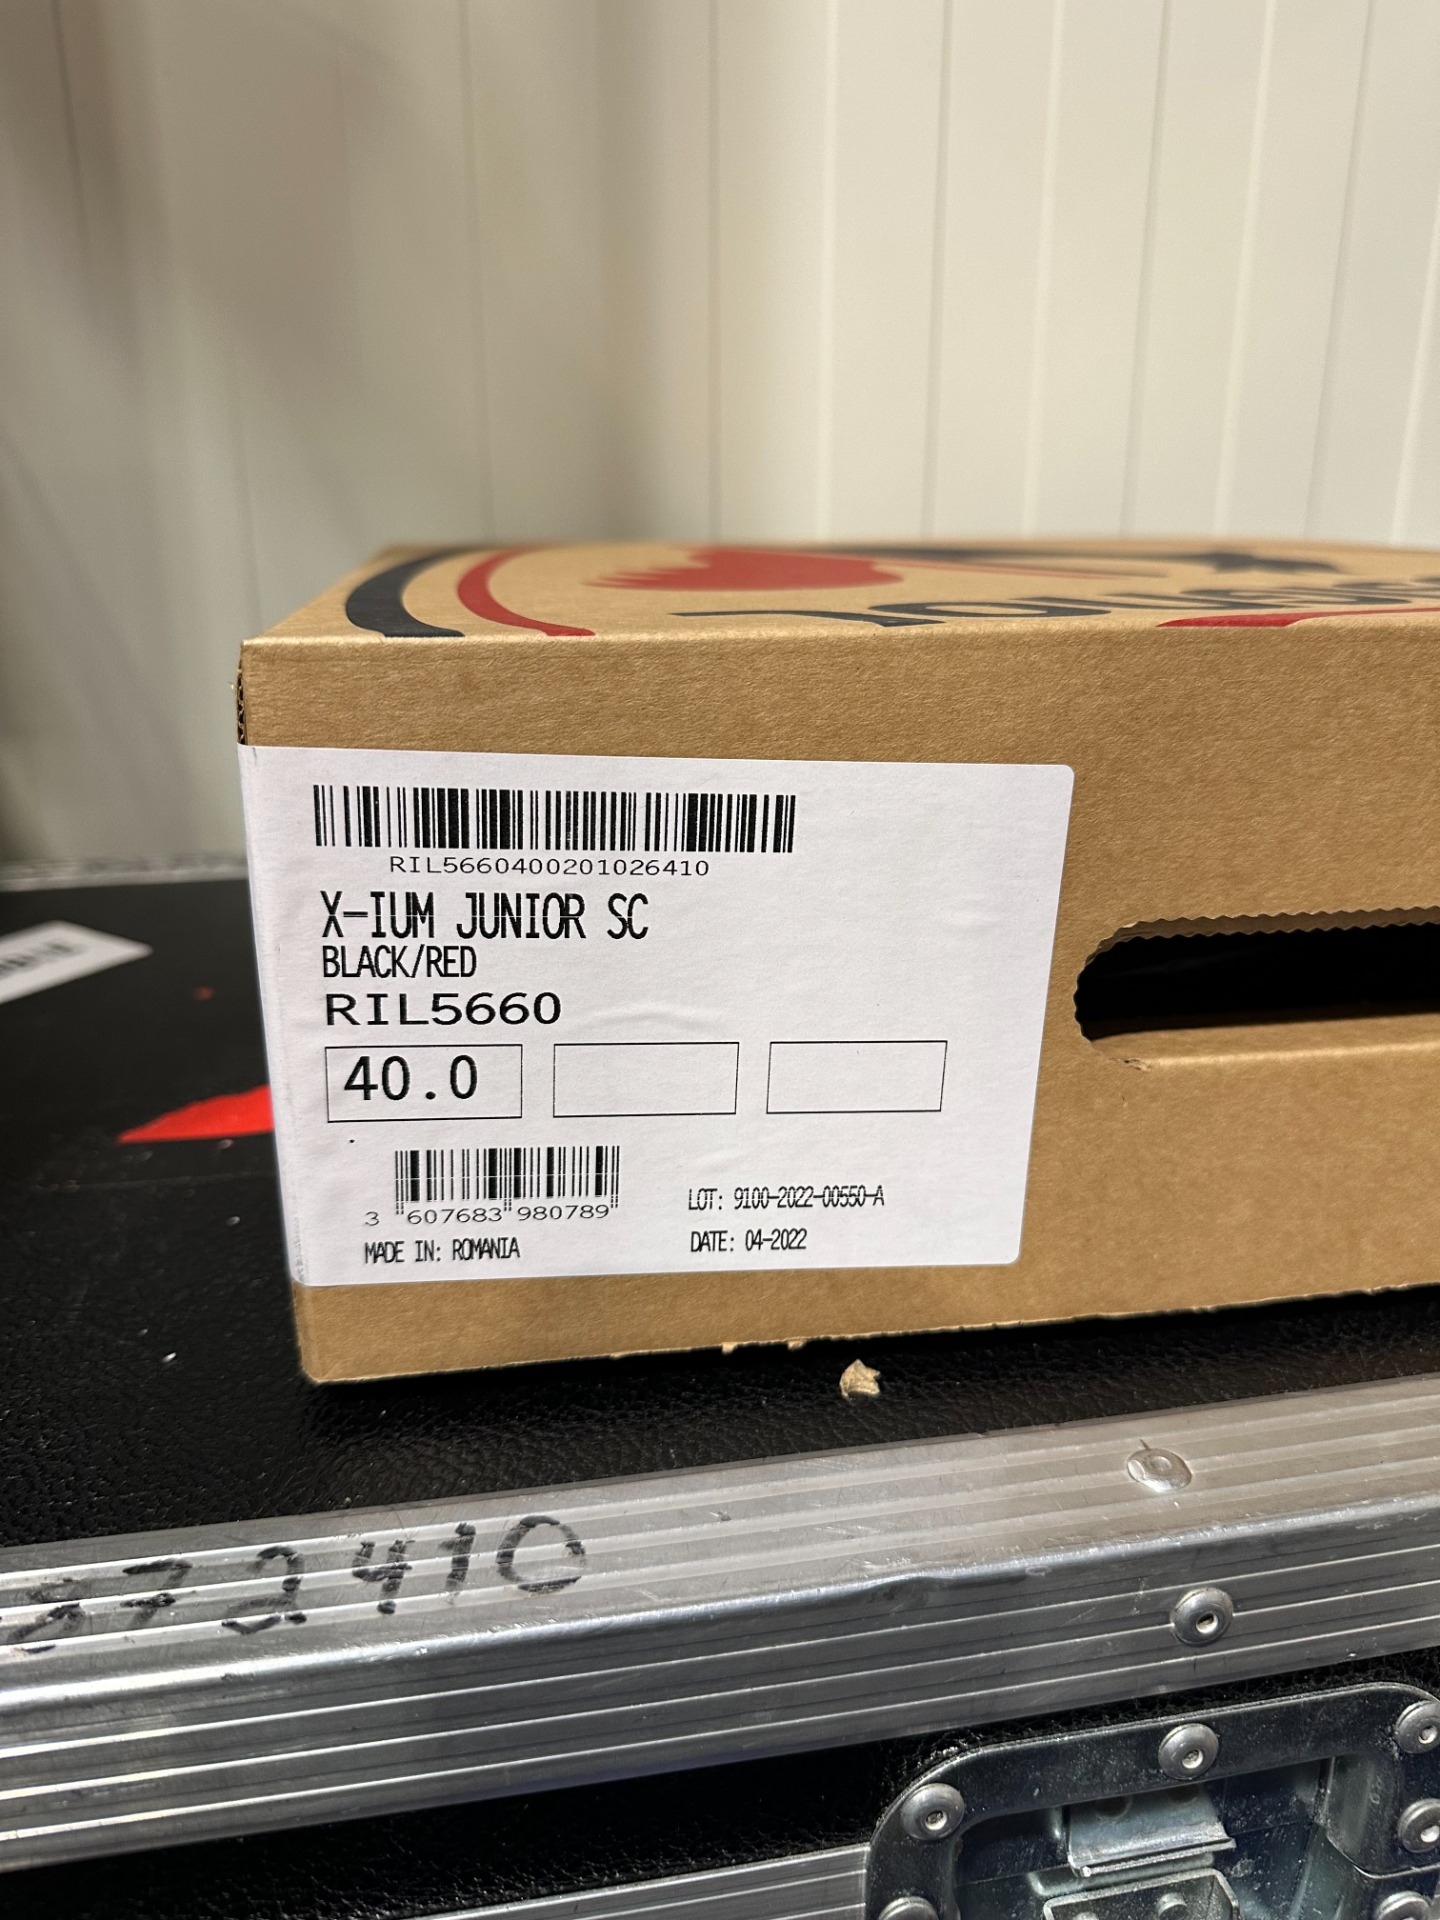 RIL5660400201026410
X-IUM JUNIOR SC
BLACK/RED
RIL5660
40.0
3 607683 980789
LOT: 9100-2022-00550-A
MADE IN: ROMANIA
DATE: 04-2022
872410